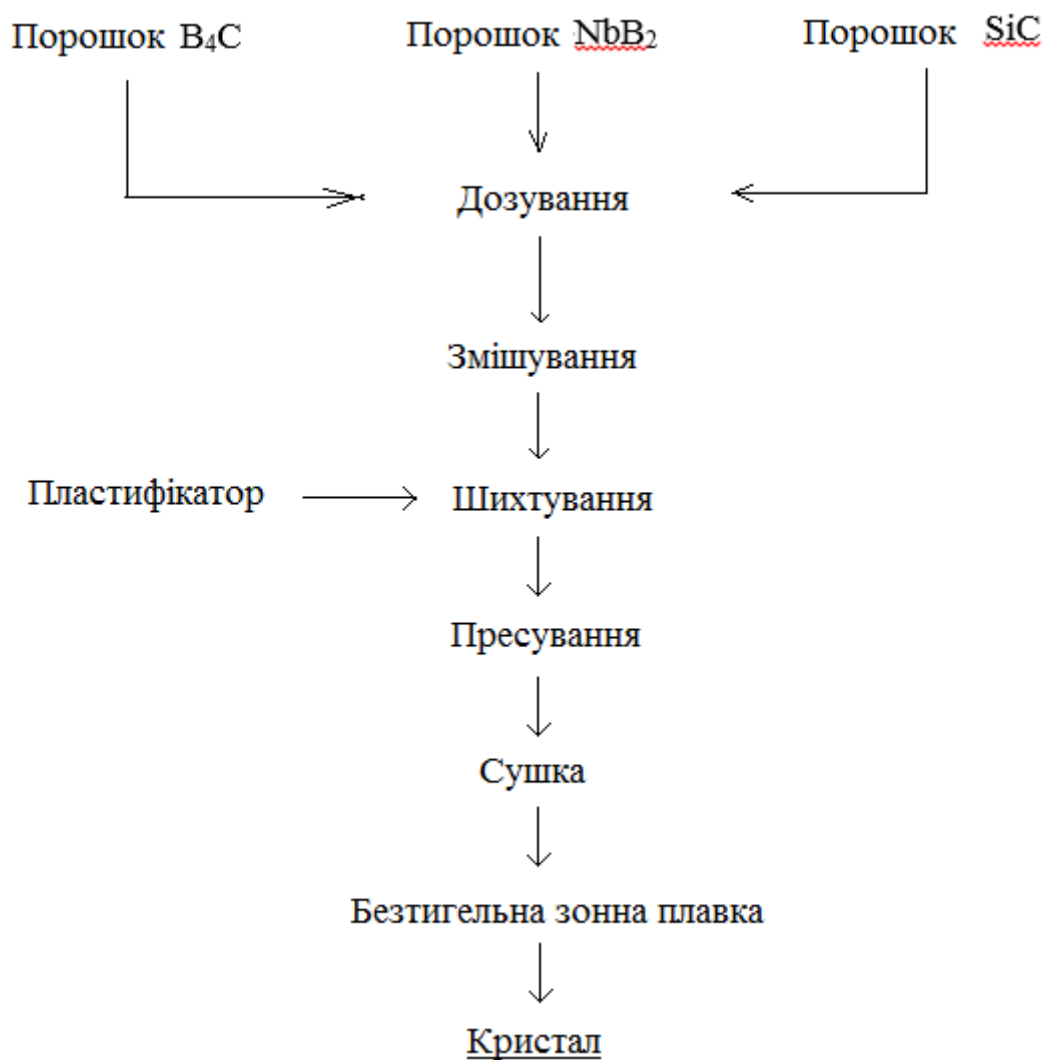 Порошок B₄C
Порошок NbB₂
Порошок SiC
Дозування
Змішування
Пластифікатор
Шихтування
Пресування
Сушка
Безтигельна зонна плавка
Кристал